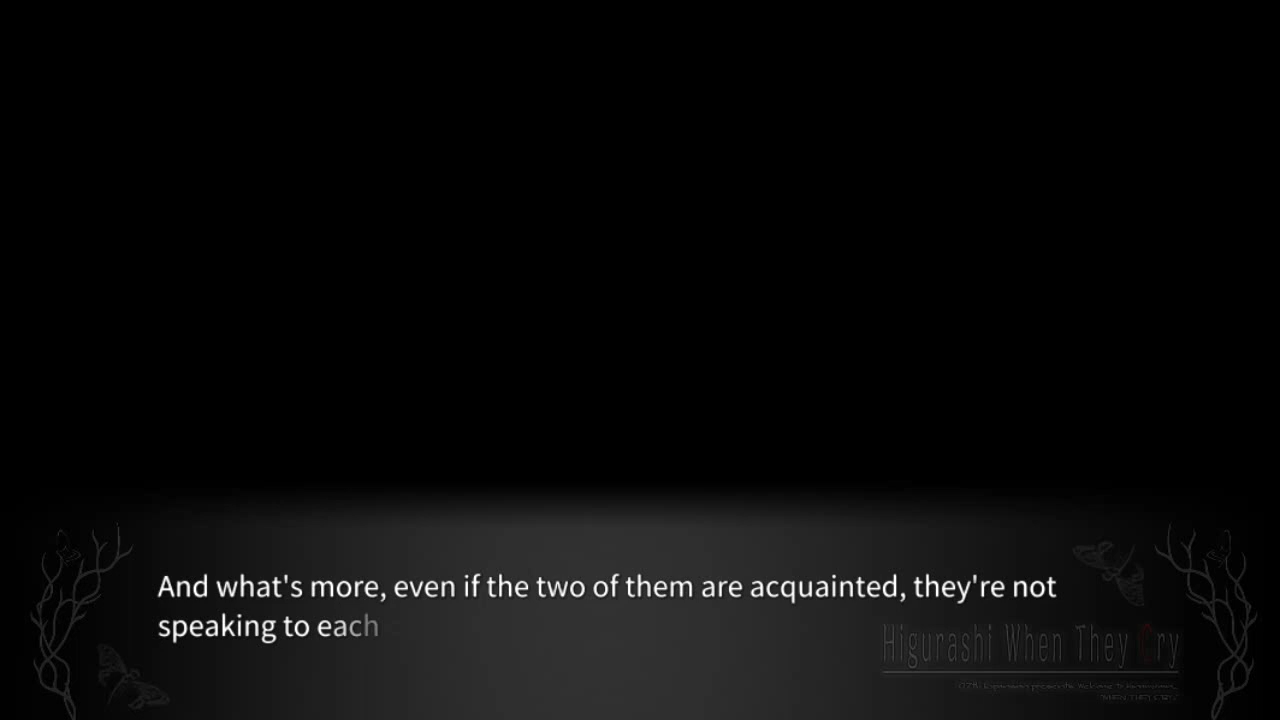 And what's more, even if the two of them are acquainted, they're not
speaking to each
Higurashi When They Cry